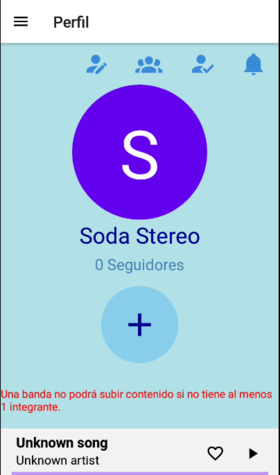 Perfil
S
Soda Stereo
0 Seguidores
Una banda no podrá subir contenido si no tiene al menos
1 integrante.
Unknown song
Unknown artist